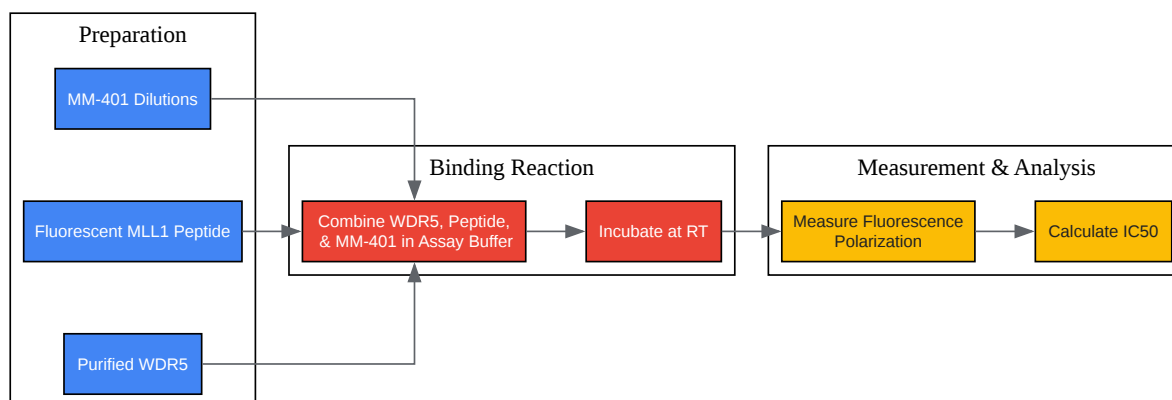 Preparation
MM-401 Dilutions
Fluorescent MLL1 Peptide
Purified WDR5
Binding Reaction
Combine WDR5, Peptide,
& MM-401 in Assay Buffer
Incubate at RT
Measurement & Analysis
Measure Fluorescence
Polarization
Calculate IC50